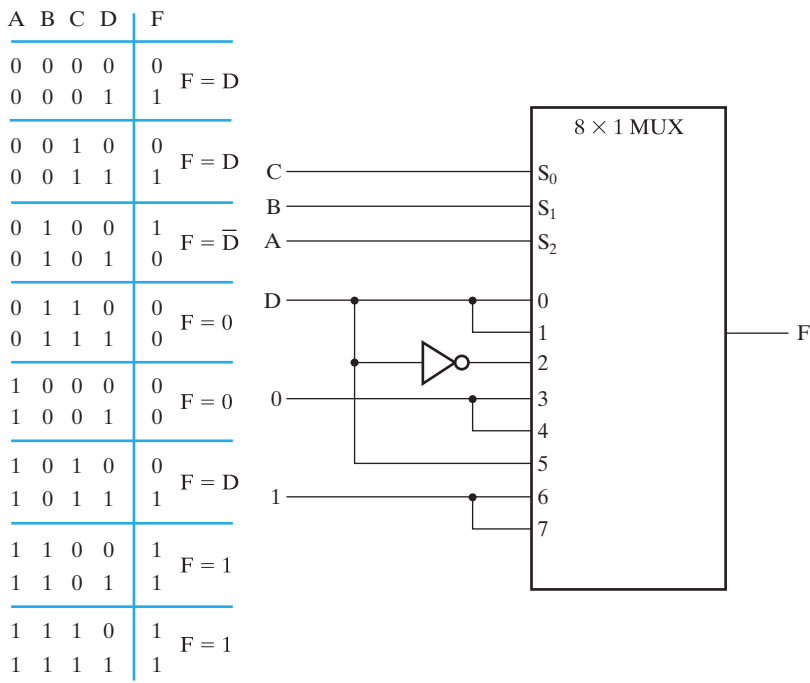 A B C D F
0 0 0 0 0
F = D
0 0 0 1 1
0 0 1 0 0
F = D
0 0 1 1 1
0 1 0 0 1
F = D̅
0 1 0 1 0
0 1 1 0 0
F = 0
0 1 1 1 0
1 0 0 0 0
F = 0
1 0 0 1 0
1 0 1 0 0
F = D
1 0 1 1 1
1 1 0 0 1
F = 1
1 1 0 1 1
1 1 1 0 1
F = 1
1 1 1 1 1
8 × 1 MUX
C S₀
B S₁
A S₂
D 0
1
2
0 3
4
5
1 6
7
F